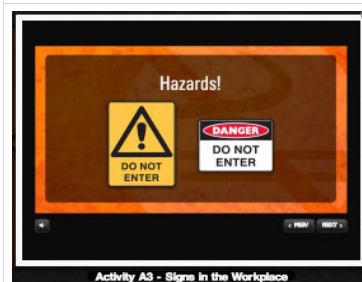 Hazards!
DO NOT
ENTER
DANGER
DO NOT
ENTER
‹ PREV
NEXT ›
Activity A3 - Signs in the Workplace